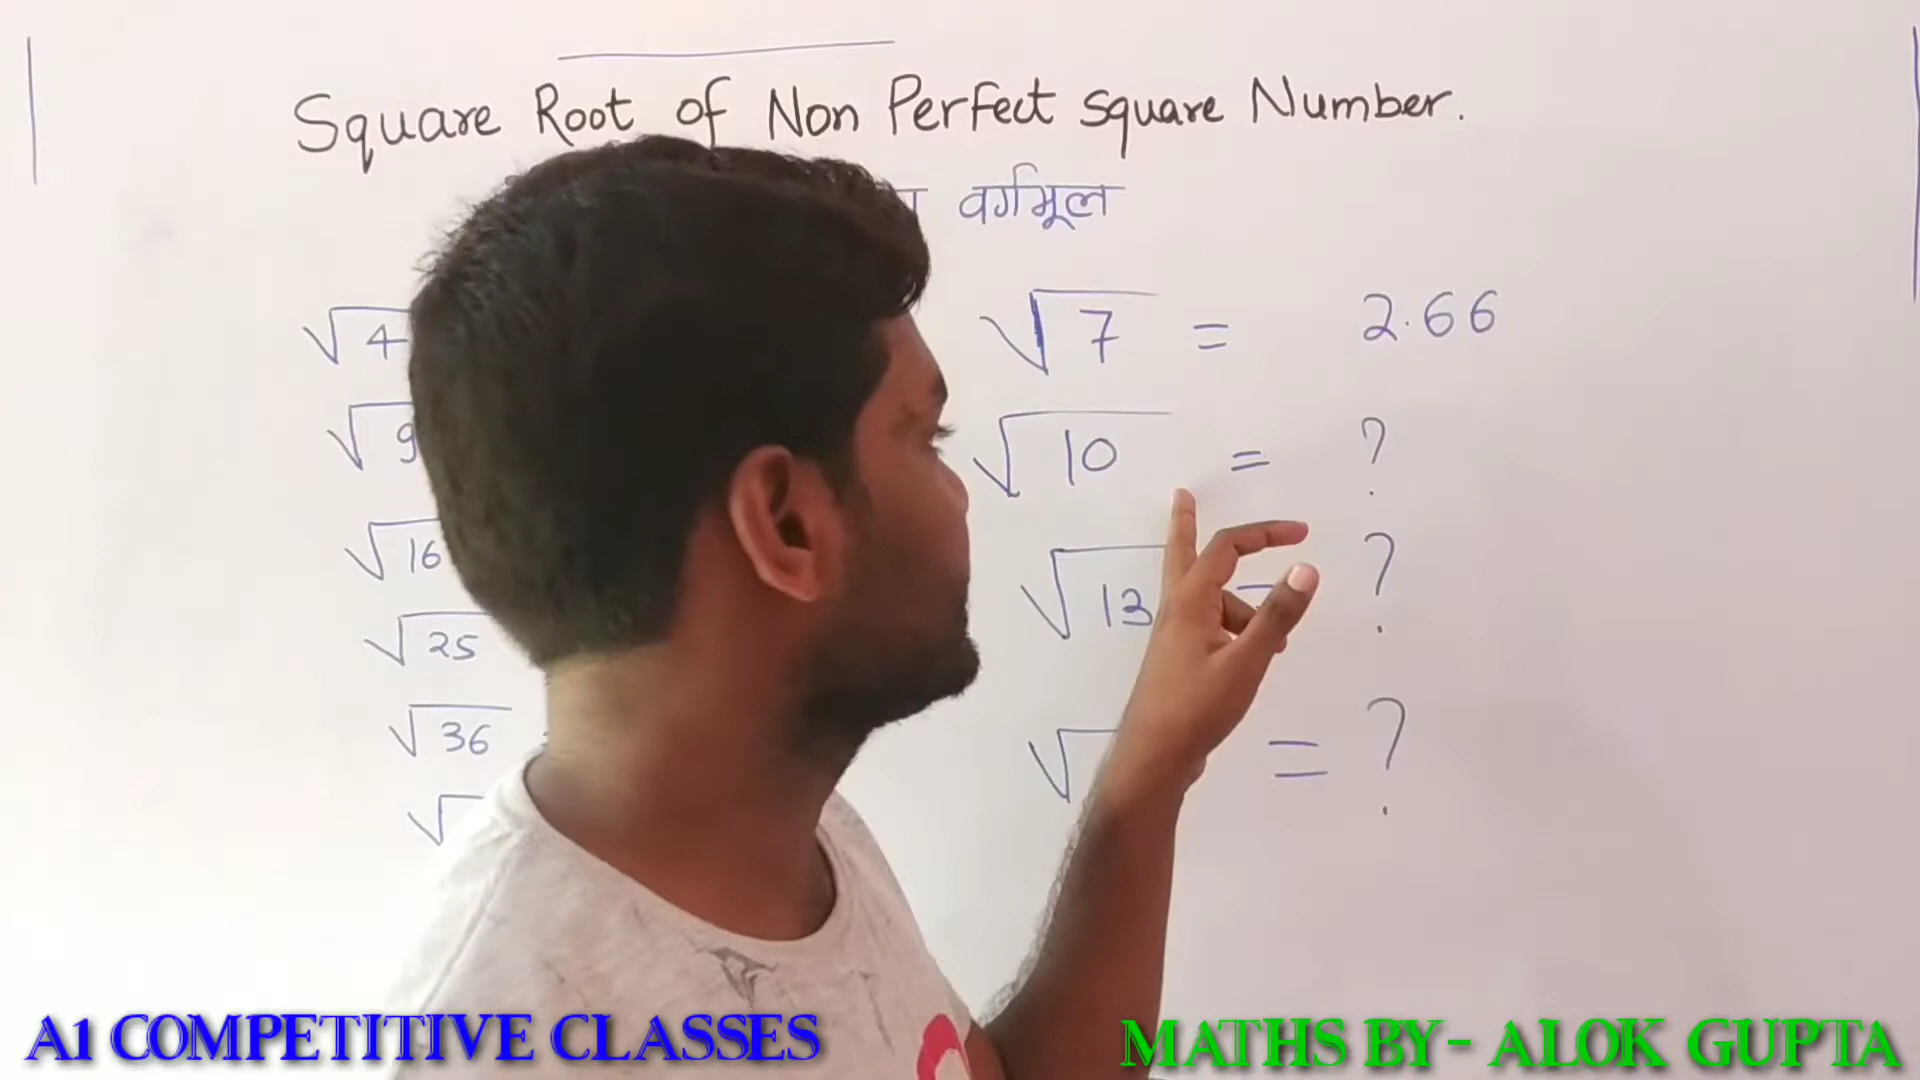 Square Root of Non Perfect square Number.
वर्गमूल
√4
√9
√16
√25
√36
√
√7 = 2.66
√10 = ?
√13 = ?
√ = ?
A1 COMPETITIVE CLASSES
MATHS BY- ALOK GUPTA